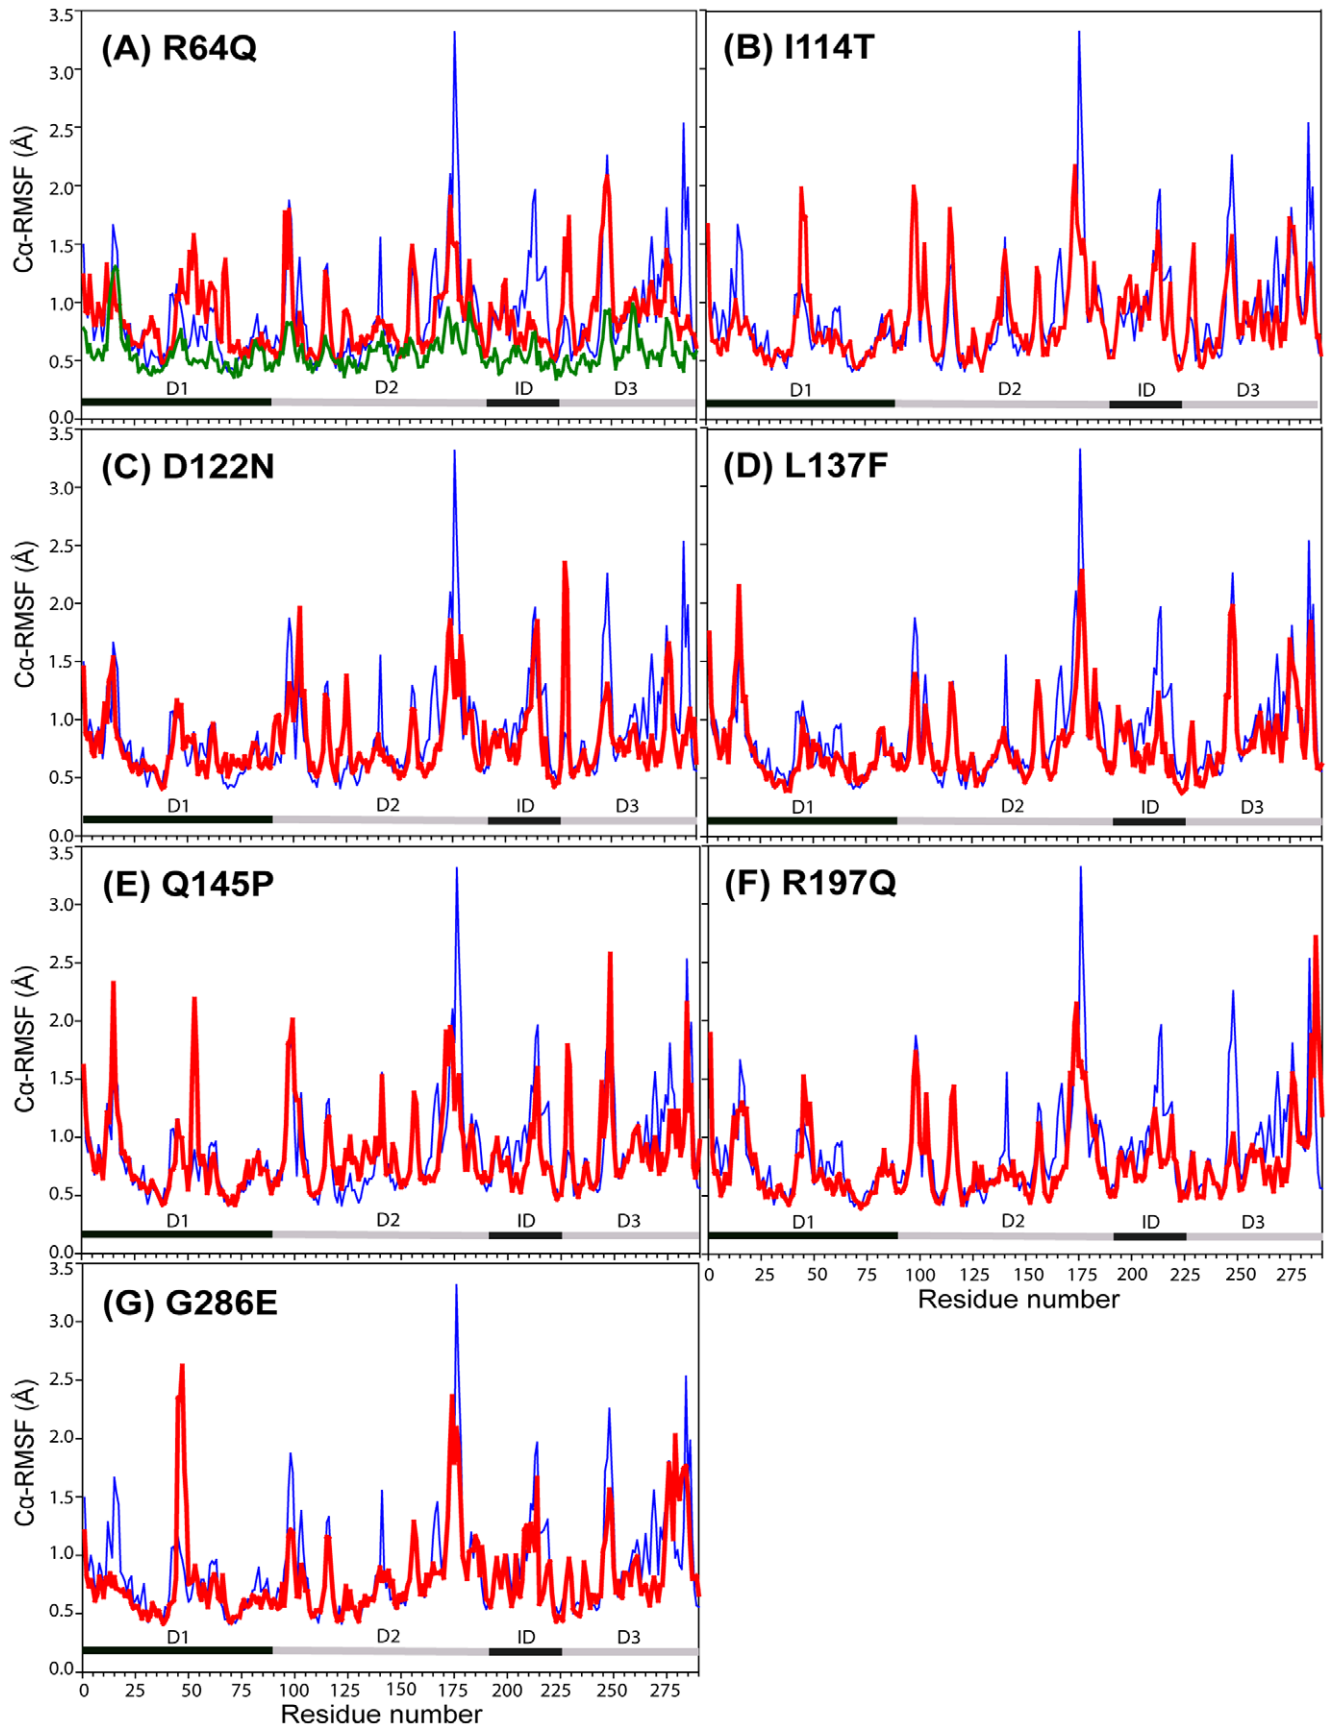 (A) R64Q
(B) I114T
3.5
3.0
2.5
2.0
1.5
1.0
0.5
0.0
Cα-RMSF (Å)
D1 D2 ID D3
D1 D2 ID D3
(C) D122N
(D) L137F
3.5
3.0
2.5
2.0
1.5
1.0
0.5
0.0
Cα-RMSF (Å)
D1 D2 ID D3
D1 D2 ID D3
(E) Q145P
(F) R197Q
3.5
3.0
2.5
2.0
1.5
1.0
0.5
0.0
Cα-RMSF (Å)
D1 D2 ID D3
D1 D2 ID D3
0 25 50 75 100 125 150 175 200 225 250 275
Residue number
(G) G286E
3.5
3.0
2.5
2.0
1.5
1.0
0.5
0.0
Cα-RMSF (Å)
D1 D2 ID D3
0 25 50 75 100 125 150 175 200 225 250 275
Residue number